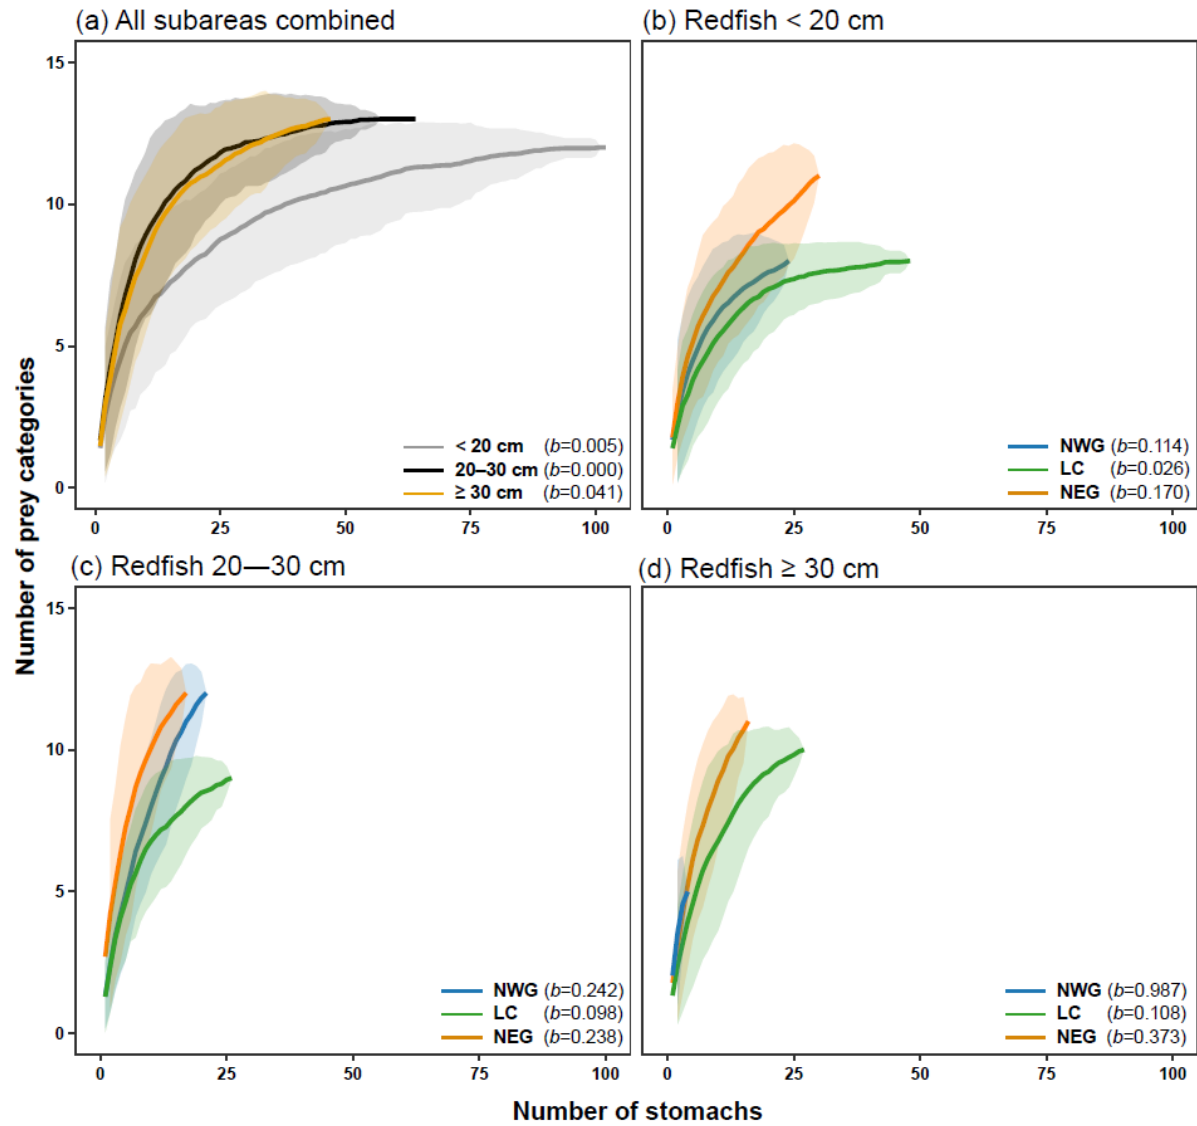 (a) All subareas combined
(b) Redfish < 20 cm
15
10
5
0
< 20 cm (b=0.005)
20–30 cm (b=0.000)
≥ 30 cm (b=0.041)
NWG (b=0.114)
LC (b=0.026)
NEG (b=0.170)
0 25 50 75 100
0 25 50 75 100
Number of prey categories
(c) Redfish 20—30 cm
(d) Redfish ≥ 30 cm
15
10
5
0
NWG (b=0.242)
LC (b=0.098)
NEG (b=0.238)
NWG (b=0.987)
LC (b=0.108)
NEG (b=0.373)
0 25 50 75 100
0 25 50 75 100
Number of stomachs